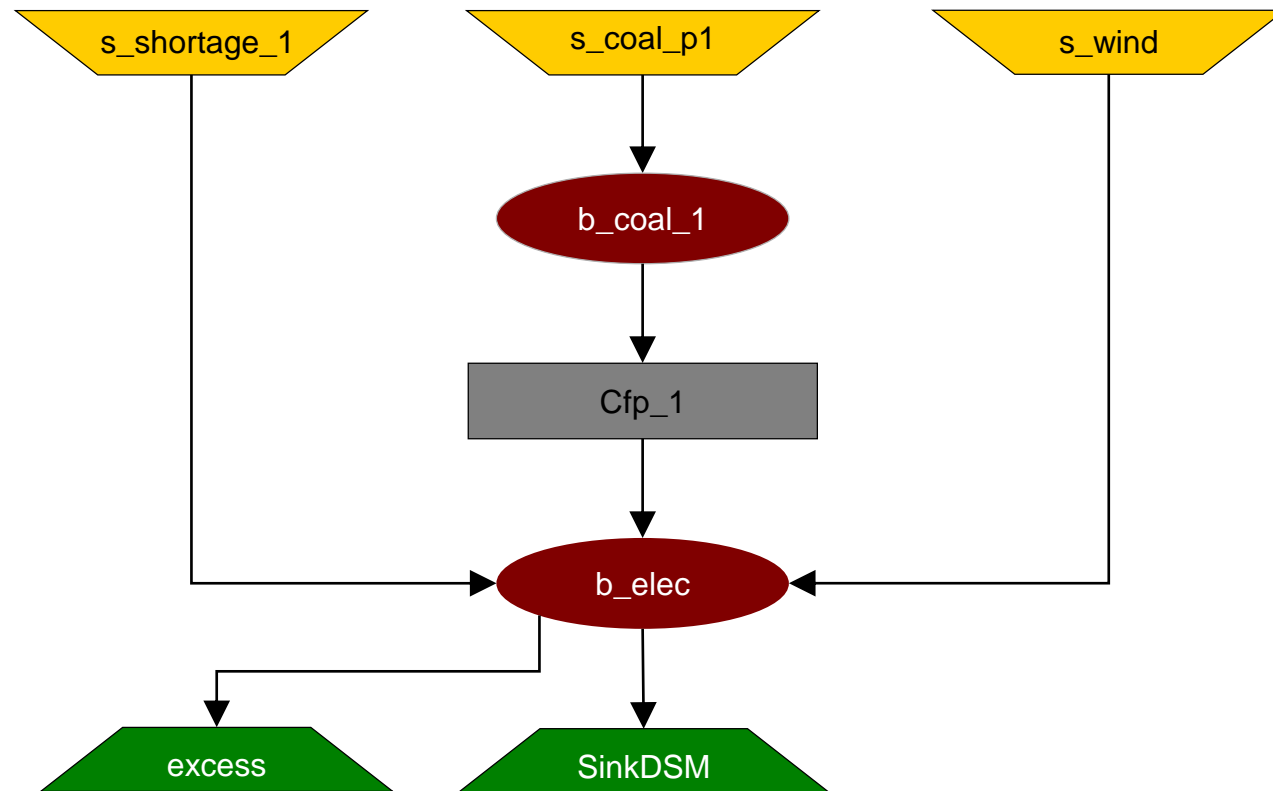 s_shortage_1
s_coal_p1
s_wind
b_coal_1
Cfp_1
b_elec
excess
SinkDSM